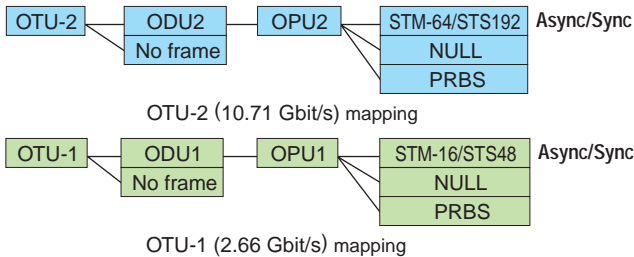 OTU-2 ODU2 OPU2 STM-64/STS192 Async/Sync
No frame NULL
PRBS
OTU-2 (10.71 Gbit/s) mapping
OTU-1 ODU1 OPU1 STM-16/STS48 Async/Sync
No frame NULL
PRBS
OTU-1 (2.66 Gbit/s) mapping